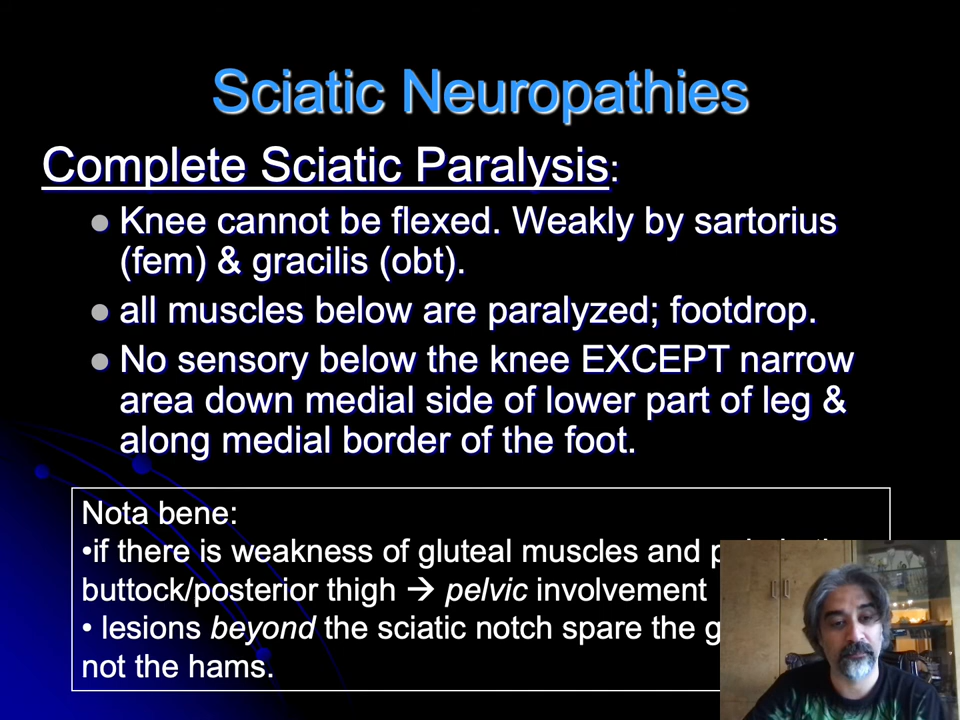 Sciatic Neuropathies
Complete Sciatic Paralysis:
● Knee cannot be flexed. Weakly by sartorius
(fem) & gracilis (obt).
● all muscles below are paralyzed; footdrop.
● No sensory below the knee EXCEPT narrow
area down medial side of lower part of leg &
along medial border of the foot.
Nota bene:
•if there is weakness of gluteal muscles and
buttock/posterior thigh → pelvic involvement
• lesions beyond the sciatic notch spare the
not the hams.